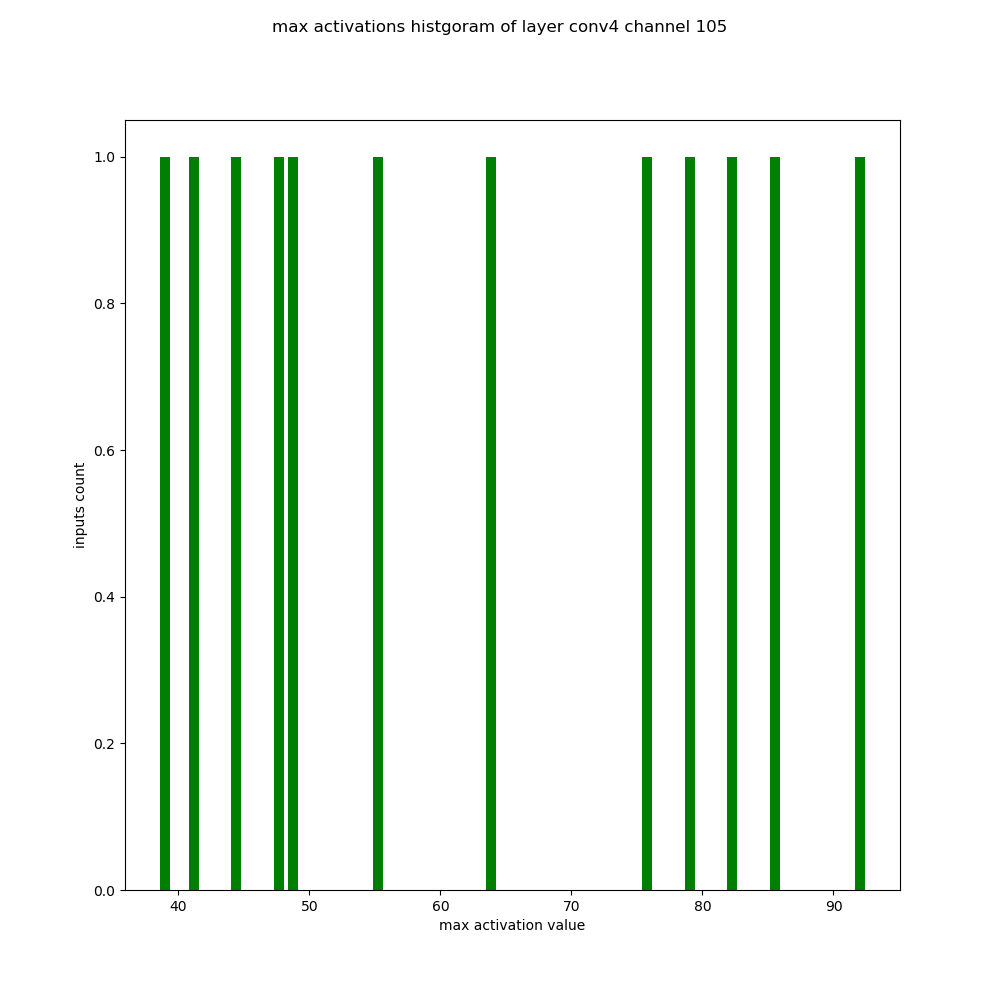 max activations histgoram of layer conv4 channel 105
1.0
0.8
0.6
0.4
0.2
0.0
inputs count
40 50 60 70 80 90
max activation value